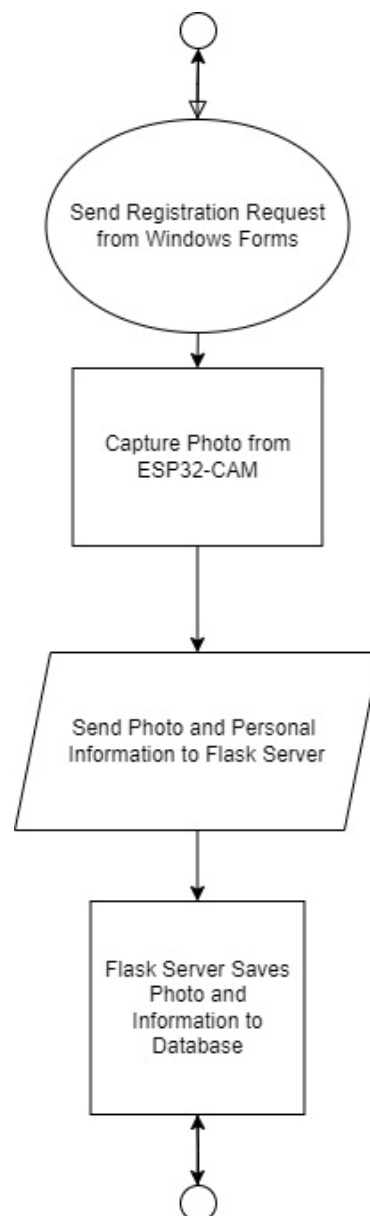 Send Registration Request
from Windows Forms
Capture Photo from
ESP32-CAM
Send Photo and Personal
Information to Flask Server
Flask Server Saves
Photo and
Information to
Database